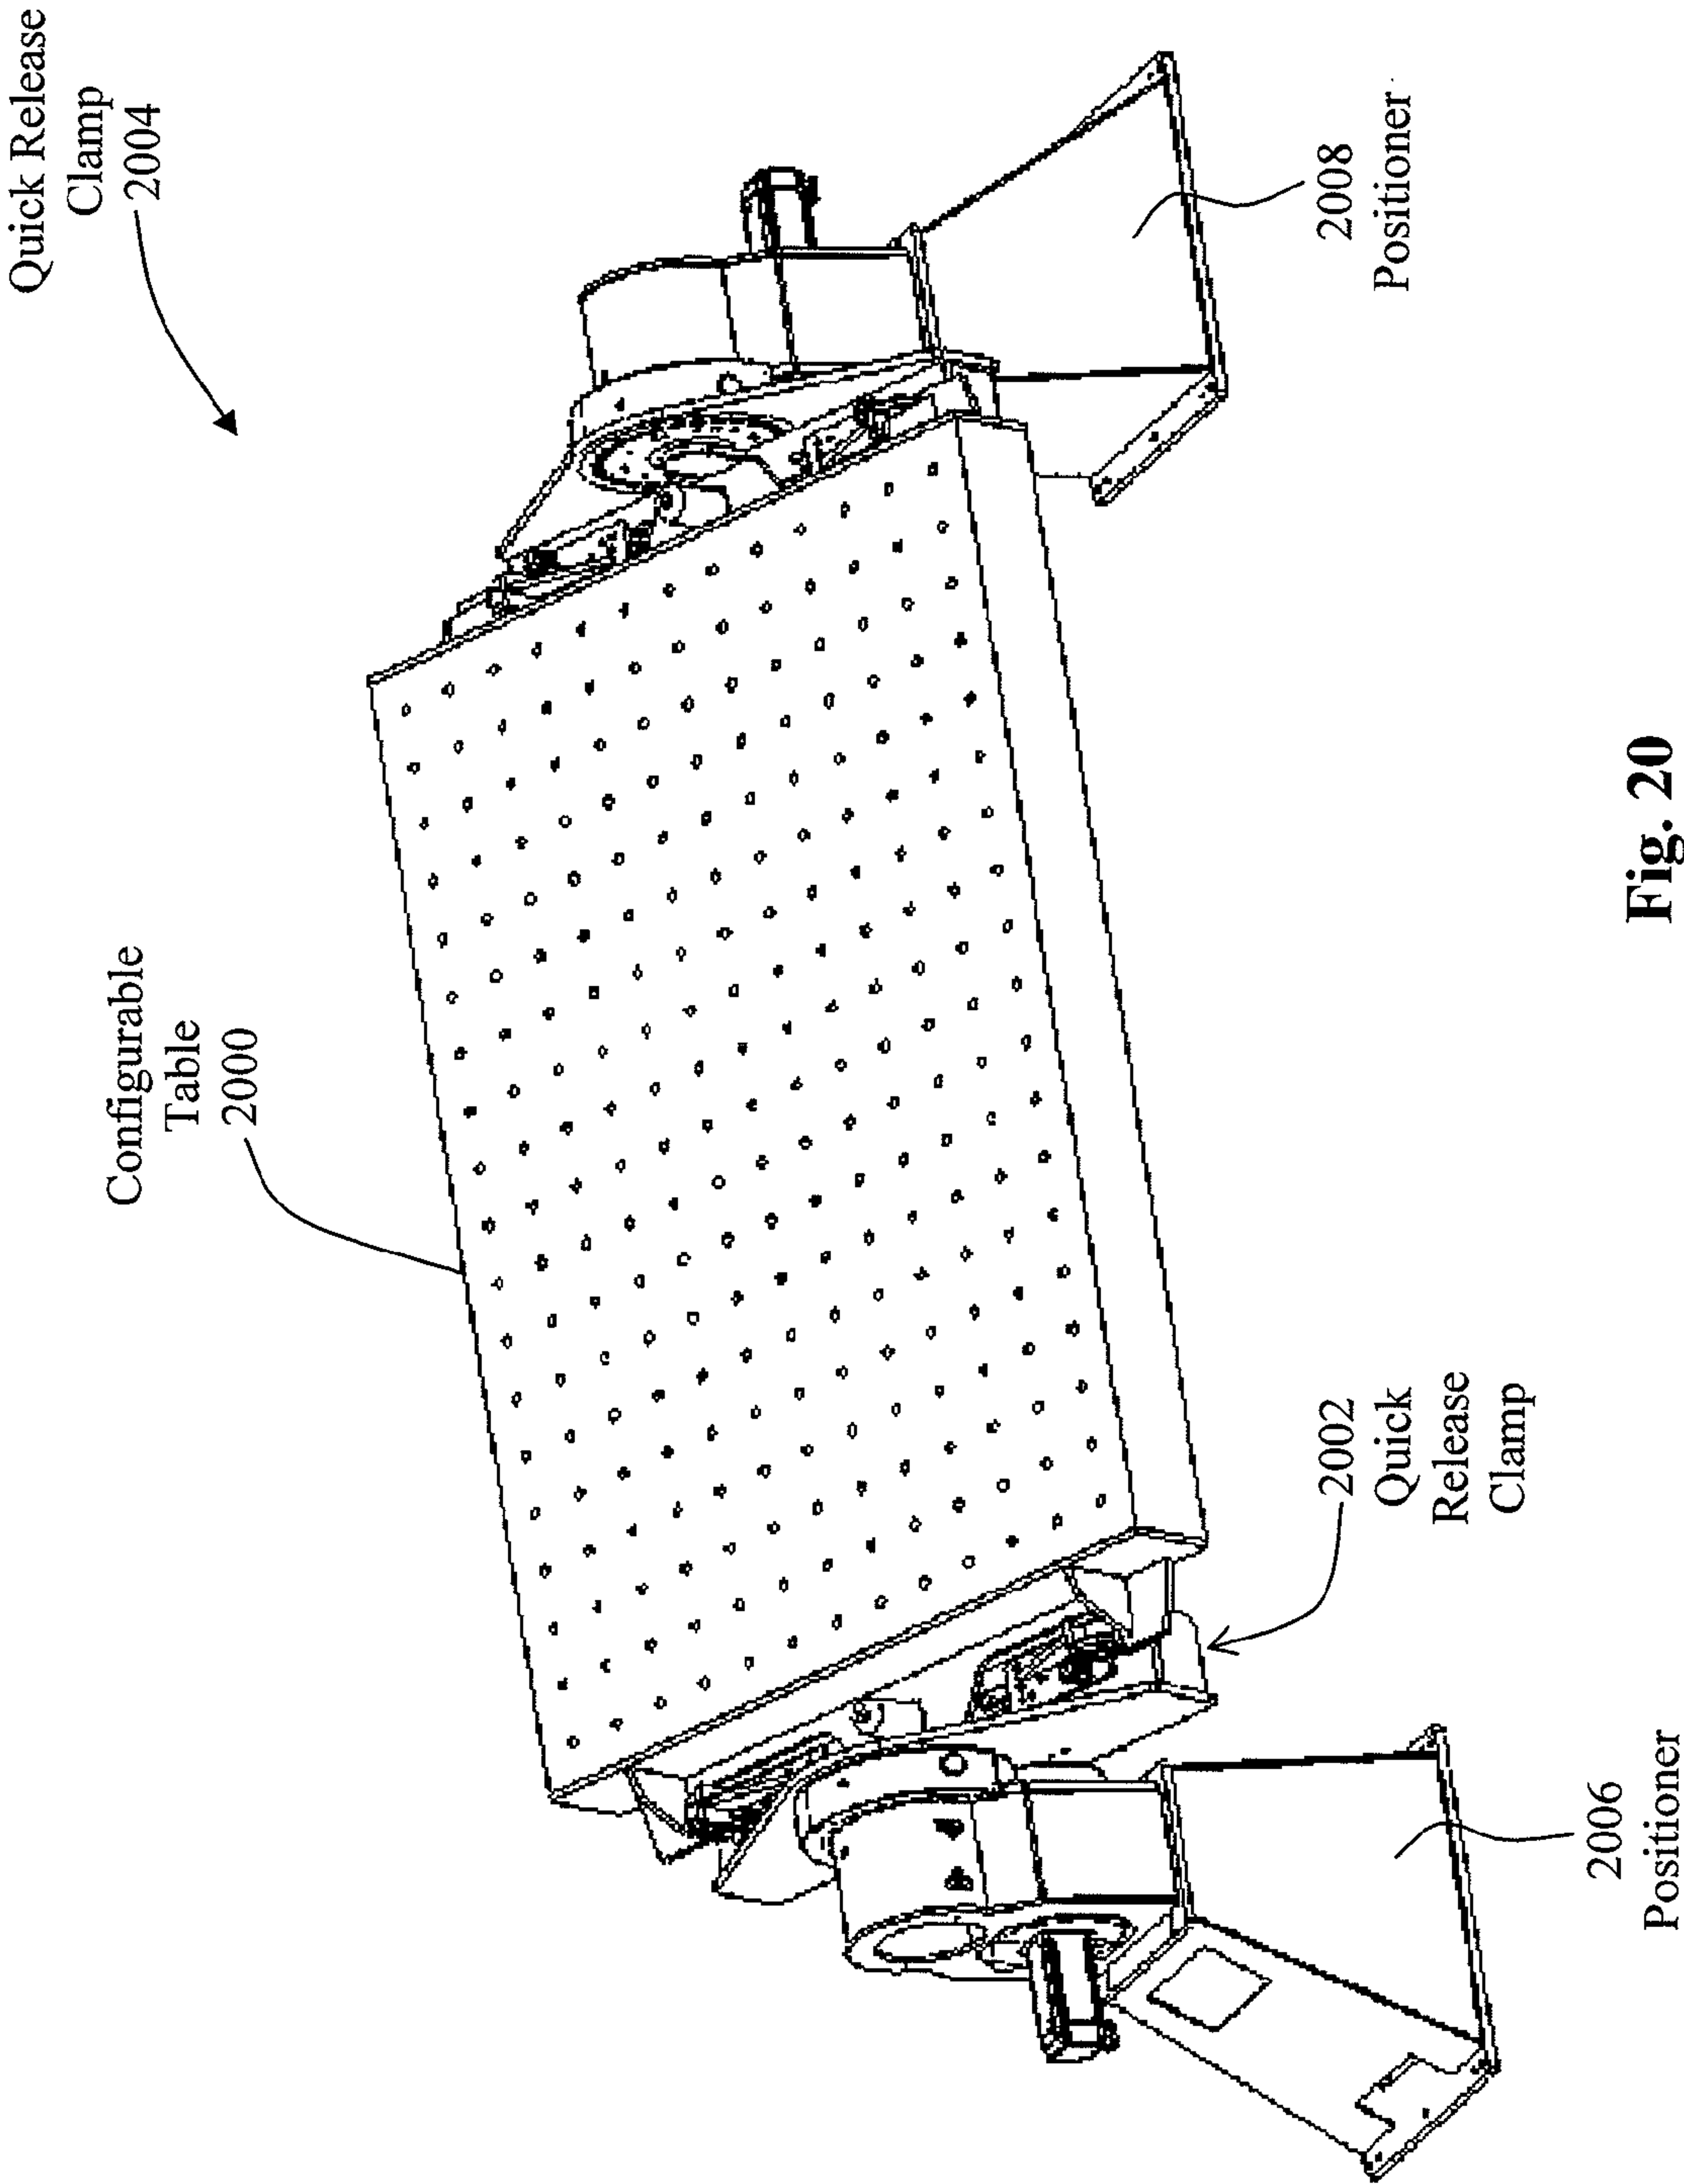 Quick Release
Clamp
2004
Configurable
Table
2000
2008
Positioner
2002
Quick
Release
Clamp
2006
Positioner
Fig. 20